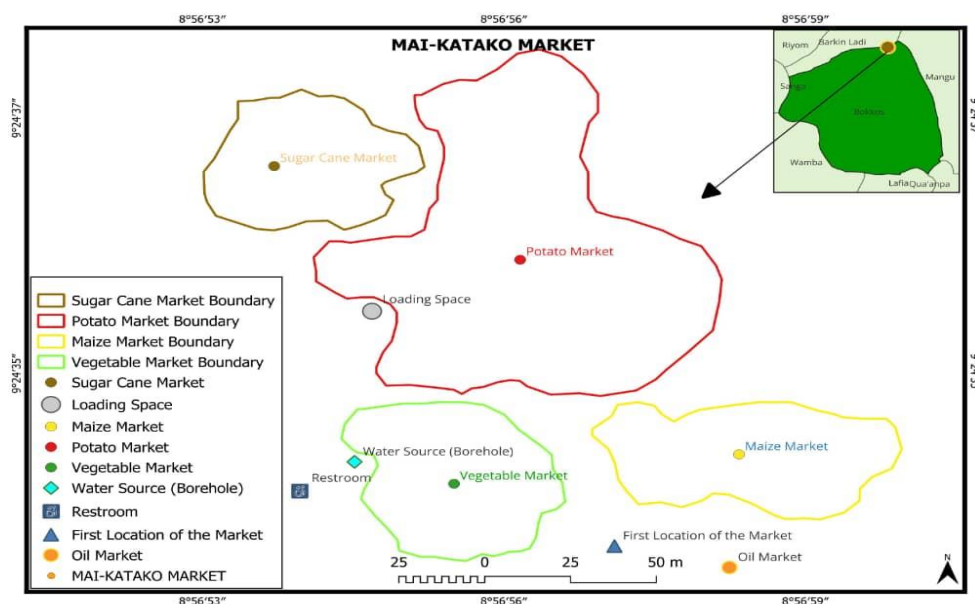 8°56'53" 8°56'56" 8°56'59"
MAI-KATAKO MARKET
Riyom Barkin Ladi
Mangu
Bokkos
Wamba
Lafia Qua'anpa
9°24'37"
Sugar Cane Market
Potato Market
Loading Space
Sugar Cane Market Boundary
Potato Market Boundary
Maize Market Boundary
Vegetable Market Boundary
Sugar Cane Market
Loading Space
Maize Market
Potato Market
Vegetable Market
Water Source (Borehole)
Restroom
First Location of the Market
Oil Market
MAI-KATAKO MARKET
9°24'35"
Water Source (Borehole)
Maize Market
Restroom
Vegetable Market
First Location of the Market
Oil Market
25 0 25 50 m
N
8°56'53" 8°56'56" 8°56'59"